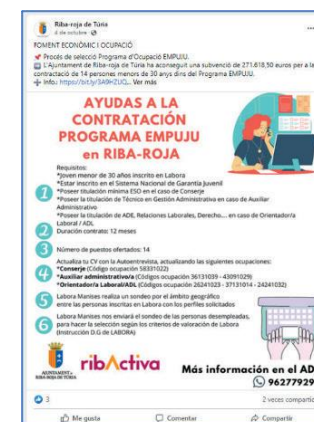 Riba-roja de Túria
4 de octubre
FOMENT ECONÒMIC I OCUPACIÓ
Procés de selecció Programa d'Ocupació EMPUJU.
L'Ajuntament de Riba-roja de Túria ha aconseguit una subvenció de 271.618,50 euros per a la
contractació de 14 persones menors de 30 anys dins del Programa EMPUJU.
Info: Ver más
AYUDAS A LA
CONTRATACIÓN
PROGRAMA EMPUJU
en RIBA-ROJA
Requisitos:
*Joven menor de 30 años inscrito en Labora
*Estar inscrito en el Sistema Nacional de Garantía Juvenil
1 *Poseer titulación mínima ESO en el caso de Conserje
*Poseer la titulación de Técnico en Gestión Administrativa en caso de Auxiliar
Administrativo
*Poseer la titulación de ADE, Relaciones Laborales, Derecho.... en caso de Orientador/a
Laboral / ADL
2 Duración contrato: 12 meses
3 Número de puestos ofertados: 14
Actualiza tu CV con la Autoentrevista, actualizando las siguientes ocupaciones:
4 *Conserje (Código ocupación 58331022)
*Auxiliar administrativo/a (Códigos ocupación 36131039 - 43091029)
*Orientador/a Laboral/ADL (Códigos ocupación 26241023 - 37131014 - 24241032)
5 Labora Manises realiza un sondeo por el ámbito geográfico
entre las personas inscritas en Labora con los perfiles solicitados
6 Labora Manises nos enviará el sondeo de las personas desempleadas,
para hacer la selección según los criterios de valoración de Labora
(Instrucción D.G de LABORA)
AJUNTAMENT
RIBA-ROJA DE TÚRIA
ribActiva
Más información en el AD
96277929
3
2 veces compartido
Me gusta
Comentar
Compartir